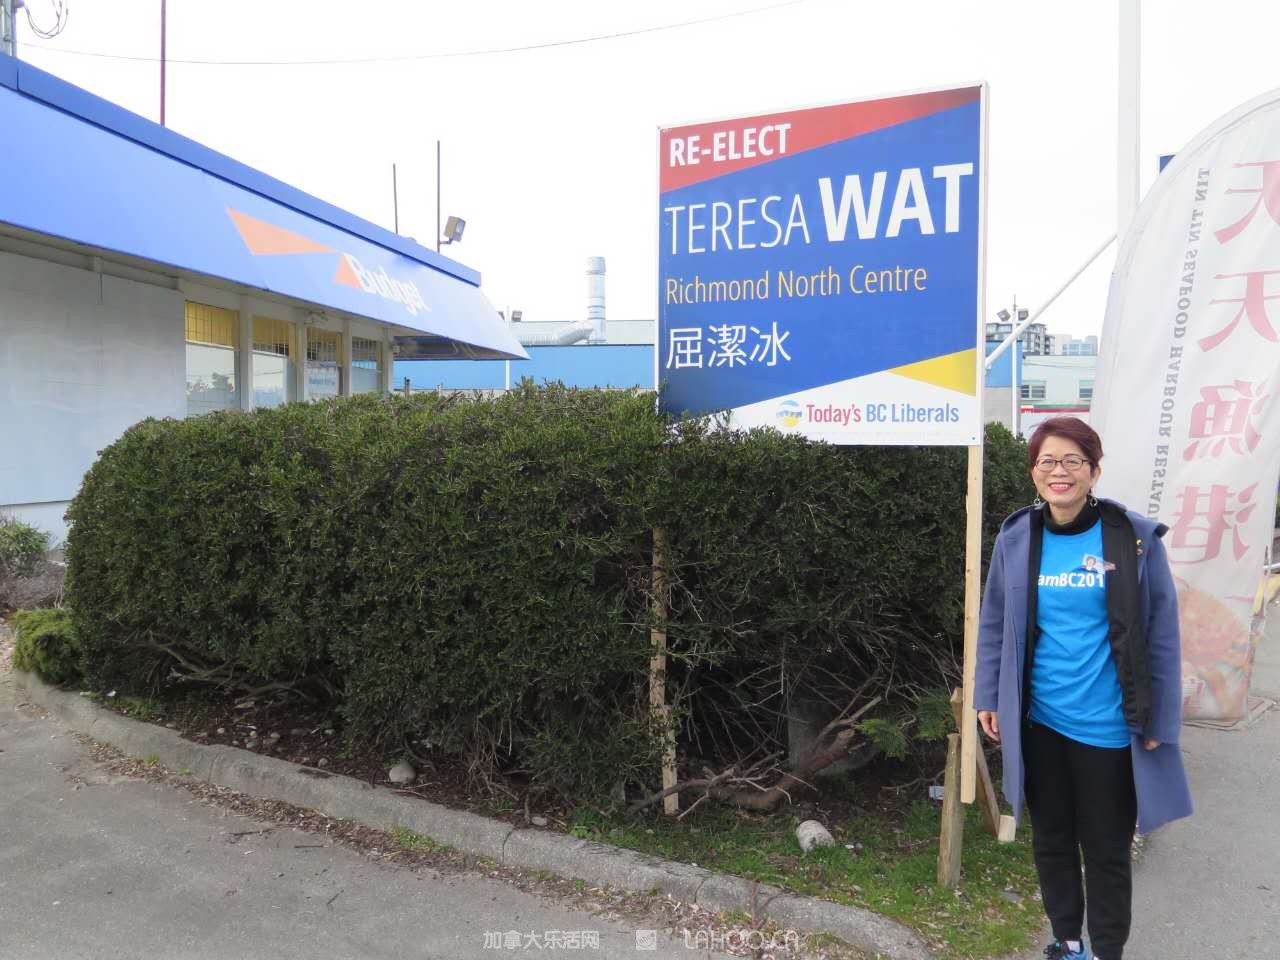 RE-ELECT
TERESA WAT
Richmond North Centre
屈潔冰
Today's BC Liberals
Budget
天天漁港
TIN TIN SEAFOOD HARBOUR RESTAU
amBC201
加拿大乐活网
LAHOO.CA